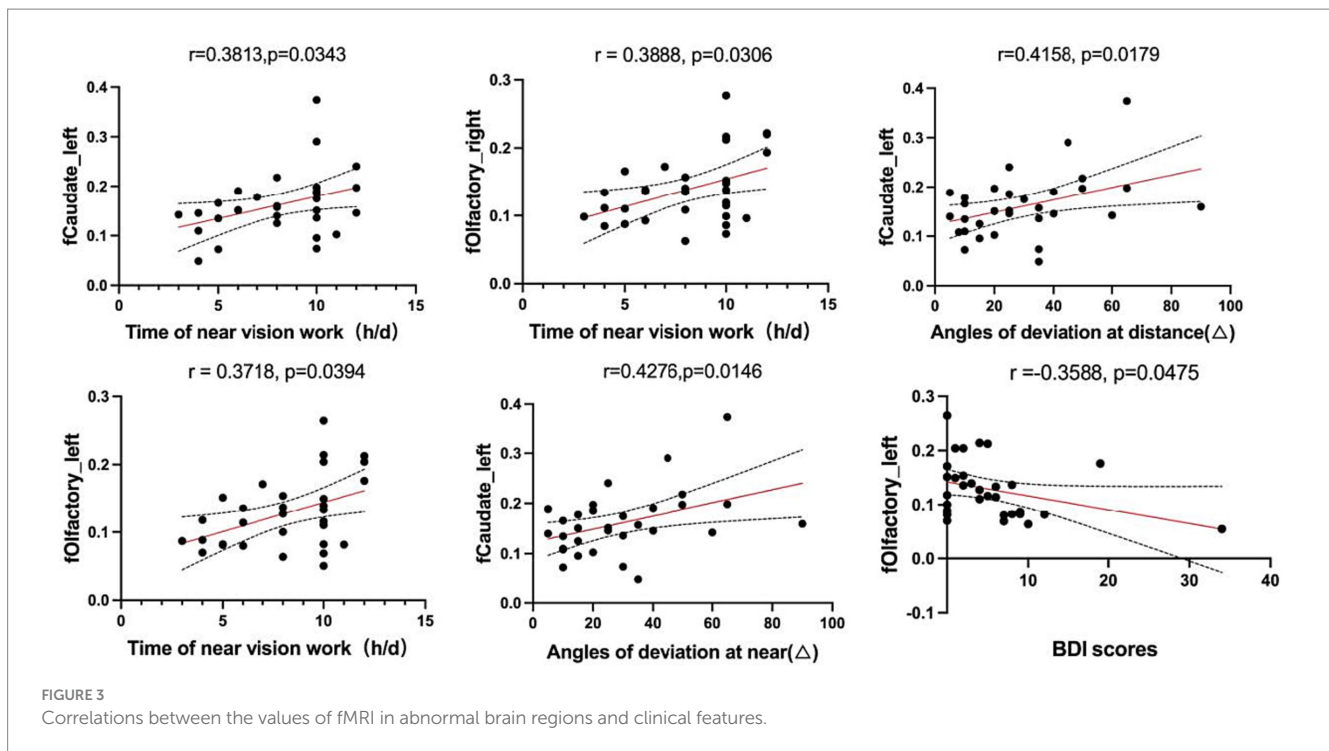 r=0.3813,p=0.0343
fCaudate_left
0.4
0.3
0.2
0.1
0.0
0 5 10 15
Time of near vision work (h/d)
r = 0.3888, p=0.0306
fOlfactory_right
0.3
0.2
0.1
0.0
0 5 10 15
Time of near vision work (h/d)
r=0.4158, p=0.0179
fCaudate_left
0.4
0.3
0.2
0.1
0.0
0 20 40 60 80 100
Angles of deviation at distance(△)
r = 0.3718, p=0.0394
fOlfactory_left
0.3
0.2
0.1
0.0
0 5 10 15
Time of near vision work (h/d)
r=0.4276,p=0.0146
fCaudate_left
0.4
0.3
0.2
0.1
0.0
0 20 40 60 80 100
Angles of deviation at near(△)
r =-0.3588, p=0.0475
fOlfactory_left
0.3
0.2
0.1
0.0
-0.1
10 20 30 40
BDI scores
FIGURE 3
Correlations between the values of fMRI in abnormal brain regions and clinical features.